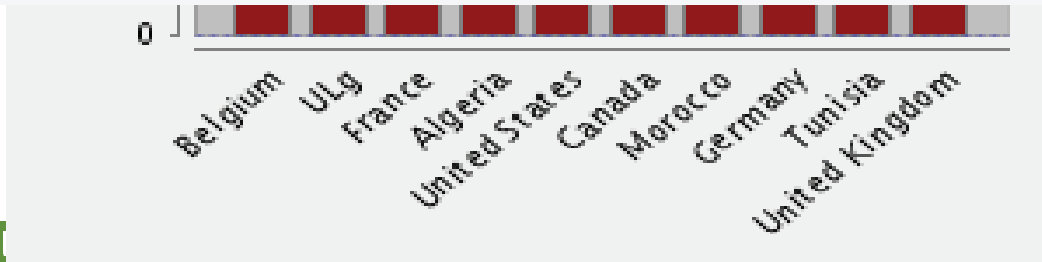 0
Belgium
ULg
France
Algeria
United States
Canada
Morocco
Germany
Tunisia
United Kingdom